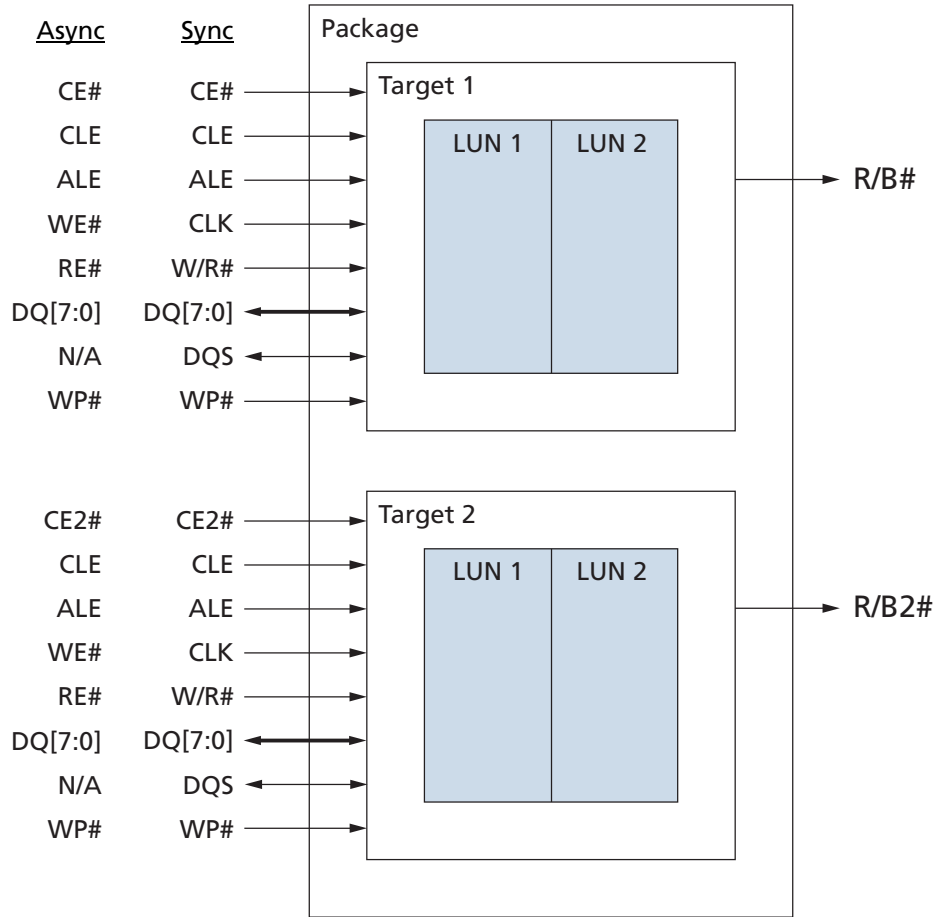 Async Sync Package
Target 1
CE# CE#
CLE CLE LUN 1 LUN 2
ALE ALE R/B#
WE# CLK
RE# W/R#
DQ[7:0] DQ[7:0]
N/A DQS
WP# WP#
Target 2
CE2# CE2#
CLE CLE LUN 1 LUN 2
ALE ALE R/B2#
WE# CLK
RE# W/R#
DQ[7:0] DQ[7:0]
N/A DQS
WP# WP#